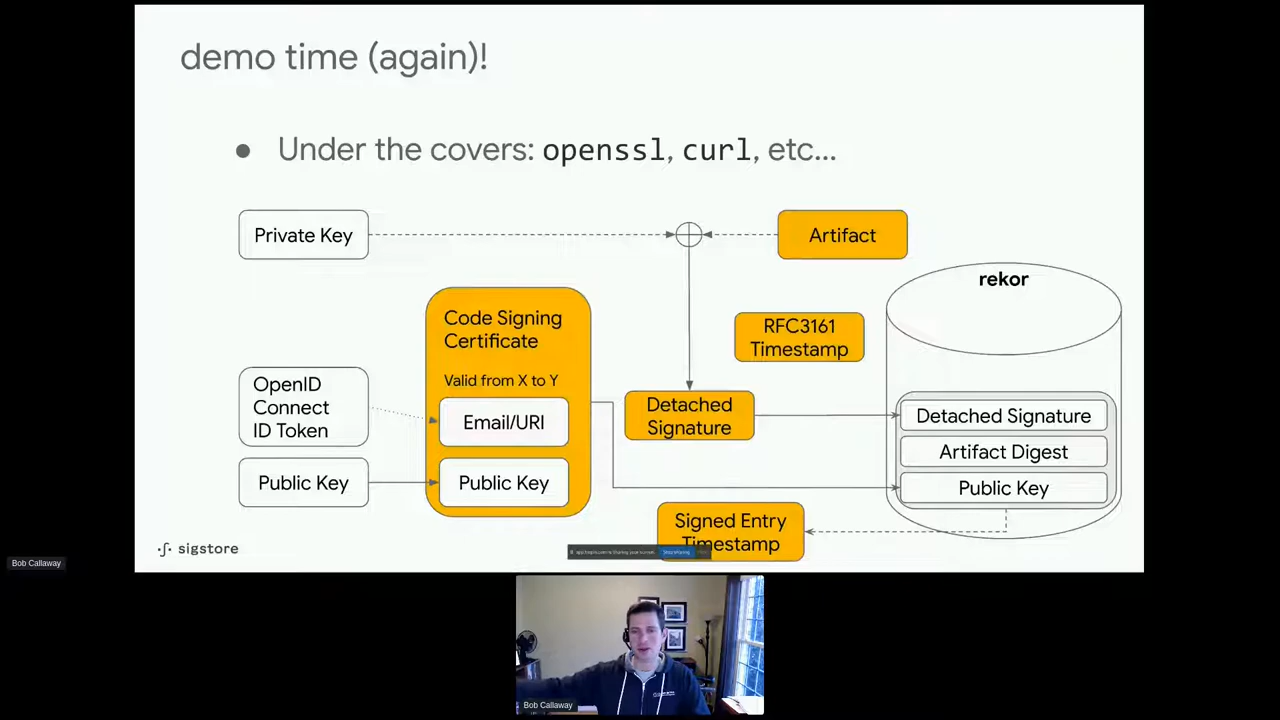 demo time (again)!
● Under the covers: openssl, curl, etc...
Private Key
Artifact
rekor
Code Signing
Certificate
Valid from X to Y
RFC3161
Timestamp
OpenID
Connect
ID Token
Email/URI
Detached
Signature
Detached Signature
Artifact Digest
Public Key
Public Key
Public Key
Signed Entry
Timestamp
sigstore
Stop sharing
Bob Callaway
Bob Callaway